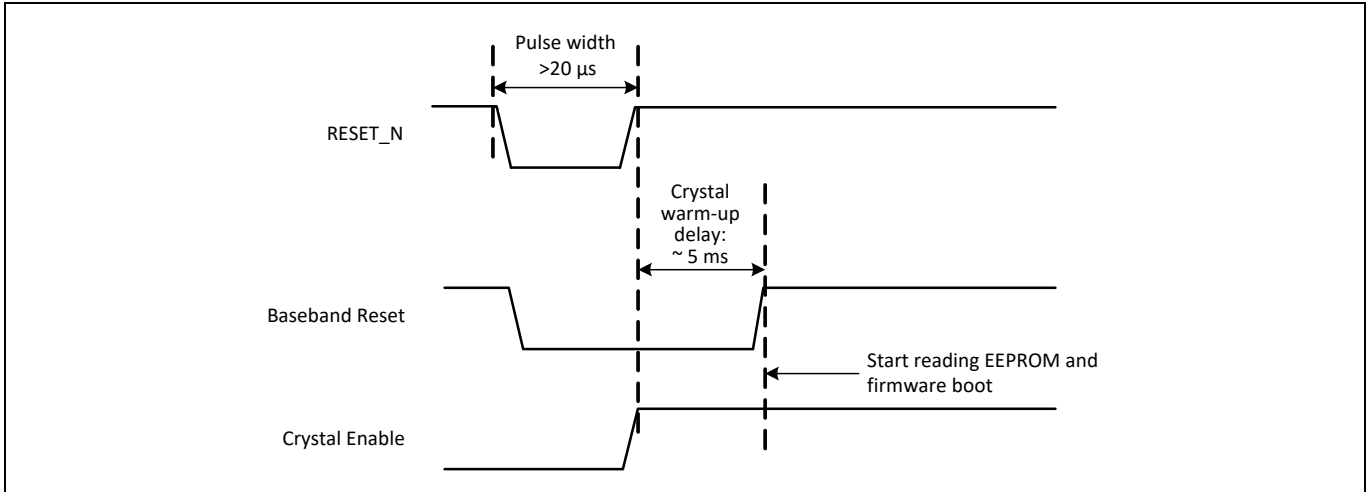 Pulse width
>20 µs
RESET_N
Crystal
warm-up
delay:
~ 5 ms
Baseband Reset
Start reading EEPROM and
firmware boot
Crystal Enable